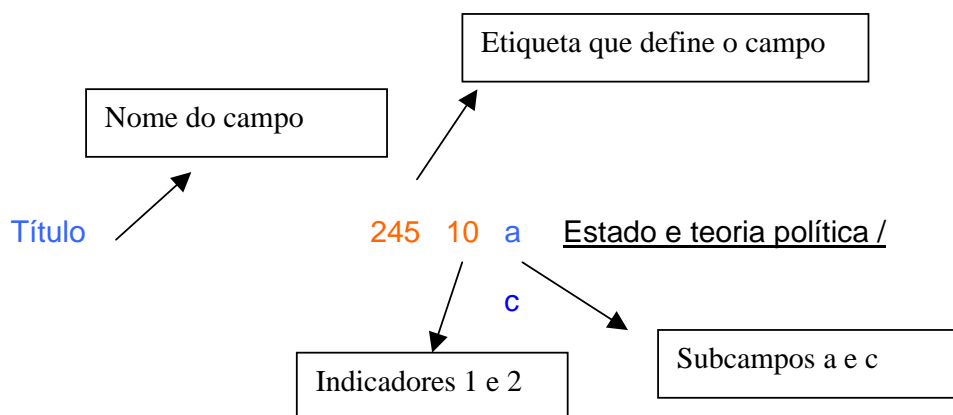 Etiqueta que define o campo
Nome do campo
Título 245 10 a Estado e teoria política /
c
Indicadores 1 e 2
Subcampos a e c